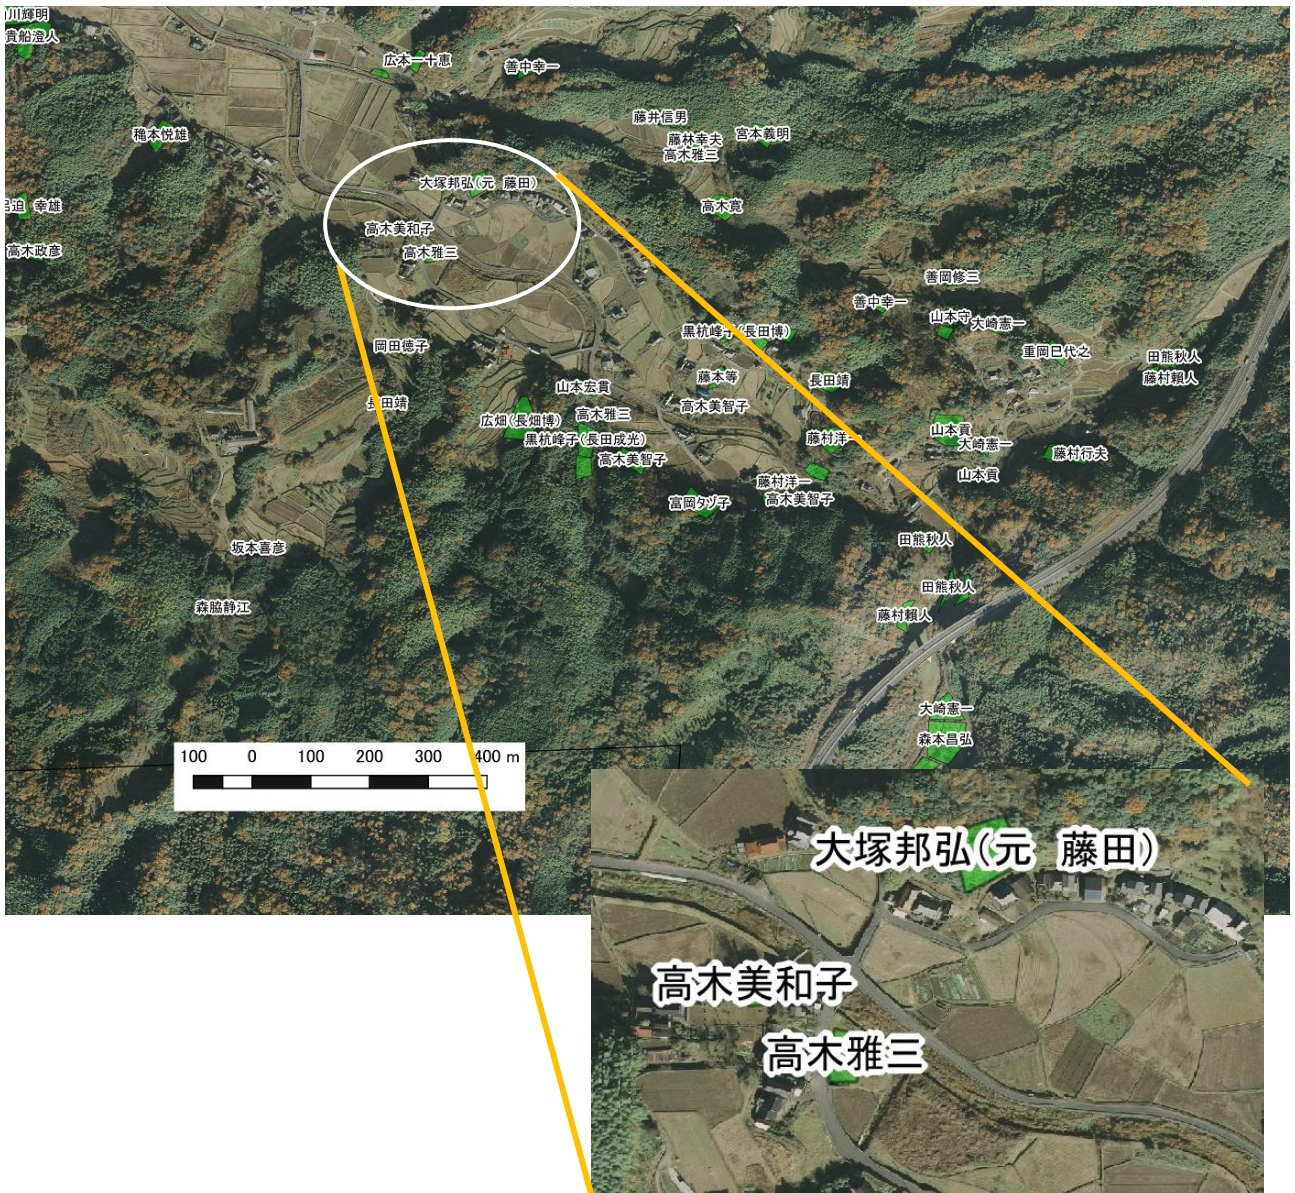 川輝明
貴船澄人
広本一十恵
善中幸一
藤井信男
穐本悦雄
藤林幸夫
宮本義明
高木雅三
大塚邦弘(元 藤田)
迫 幸雄
高木寛
高木美和子
高木政彦
高木雅三
善岡修三
善中幸一
山本守
大崎憲一
黒杭峰子(長田博)
岡田徳子
重岡巳代之
田熊秋人
藤本等
長田靖
藤村頼人
山本宏貴
長田靖
高木美智子
高木雅三
広畑(長畑博)
山本貢
黒杭峰子(長田成光)
藤村洋一
大崎憲一
高木美智子
藤村行夫
山本貢
藤村洋一
富岡タヅ子
高木美智子
坂本喜彦
田熊秋人
田熊秋人
森脇静江
藤村頼人
大崎憲一
森本昌弘
100 0 100 200 300 400 m
大塚邦弘(元 藤田)
高木美和子
高木雅三